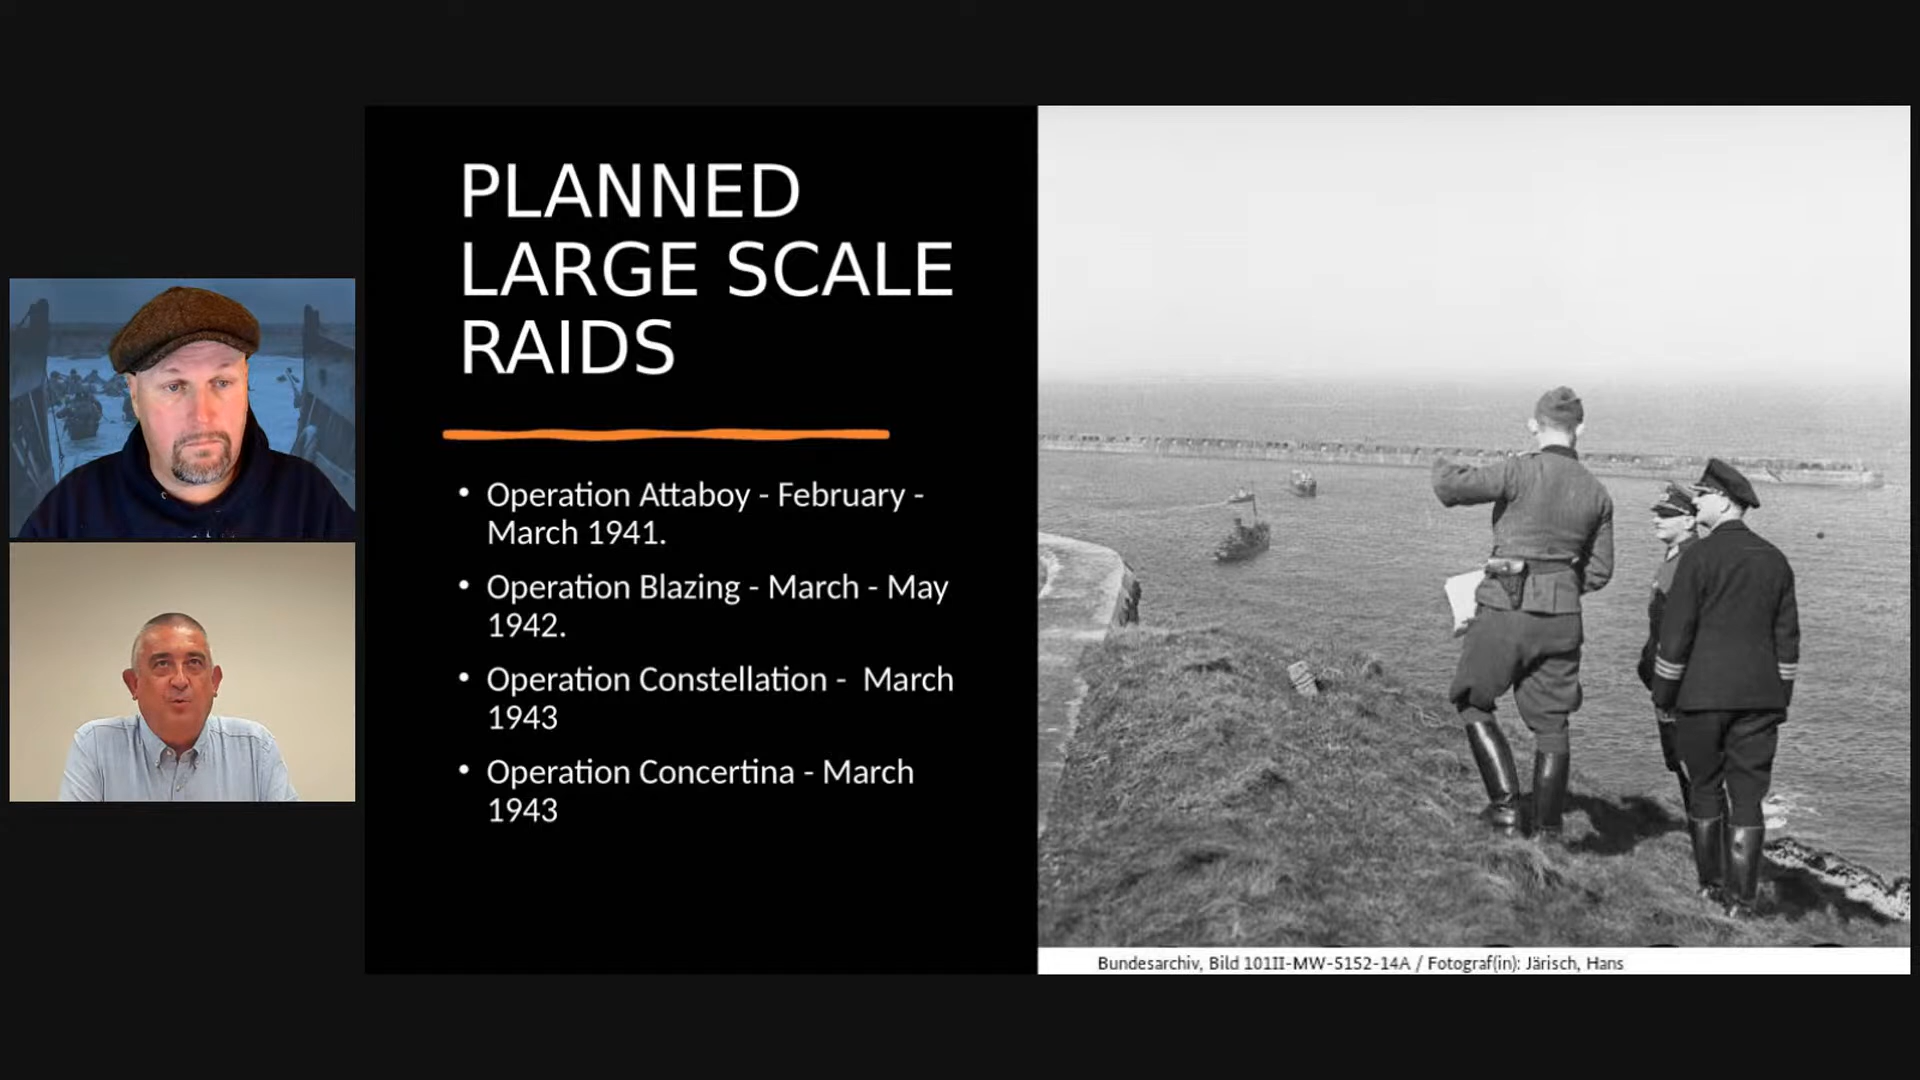 PLANNED
LARGE SCALE
RAIDS
• Operation Attaboy - February -
March 1941.
• Operation Blazing - March - May
1942.
• Operation Constellation - March
1943
• Operation Concertina - March
1943
Bundesarchiv, Bild 101II-MW-5152-14A / Fotograf(in): Järisch, Hans